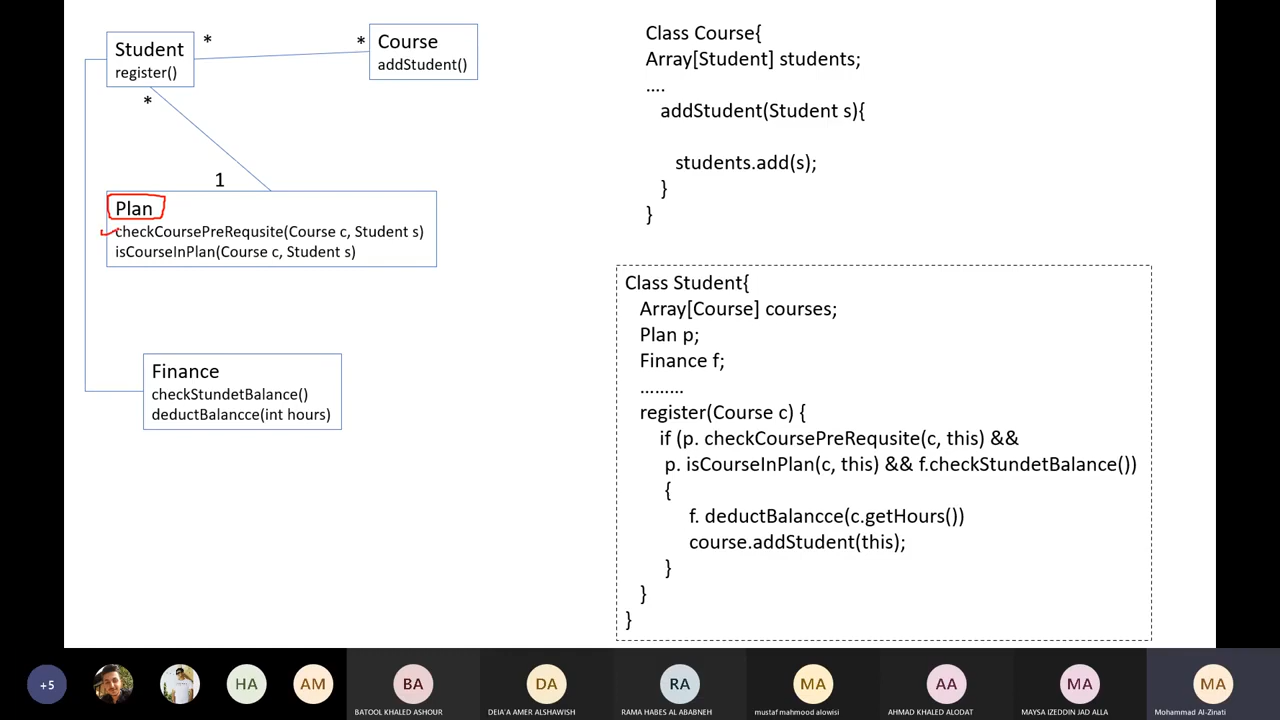 Student
register()
*
*
Course
addStudent()
*
1
Plan
checkCoursePreRequsite(Course c, Student s)
isCourseInPlan(Course c, Student s)
Finance
checkStundetBalance()
deductBalancce(int hours)
Class Course{
Array[Student] students;
....
addStudent(Student s){
students.add(s);
}
}
Class Student{
Array[Course] courses;
Plan p;
Finance f;
.........
register(Course c) {
if (p. checkCoursePreRequsite(c, this) &&
p. isCourseInPlan(c, this) && f.checkStundetBalance())
{
f. deductBalancce(c.getHours())
course.addStudent(this);
}
}
}
+5
HA
AM
BA
BATOOL KHALED ASHOUR
DA
DEIA'A AMER ALSHAWISH
RA
RAMA HABES AL ABABNEH
MA
mustaf mahmood alowisi
AA
AHMAD KHALED ALODAT
MA
MAYSA IZEDDIN JAD ALLA
MA
Mohammad Al-Zinati